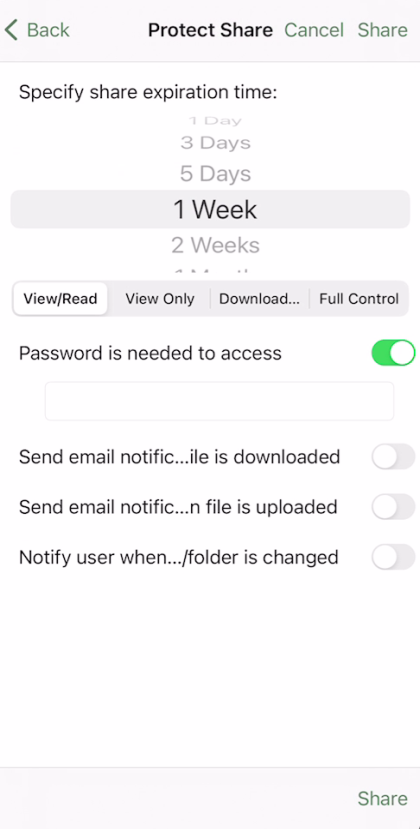 Back Protect Share Cancel Share
Specify share expiration time:
1 Day
3 Days
5 Days
1 Week
2 Weeks
View/Read View Only Download... Full Control
Password is needed to access
Send email notific...ile is downloaded
Send email notific...n file is uploaded
Notify user when.../folder is changed
Share